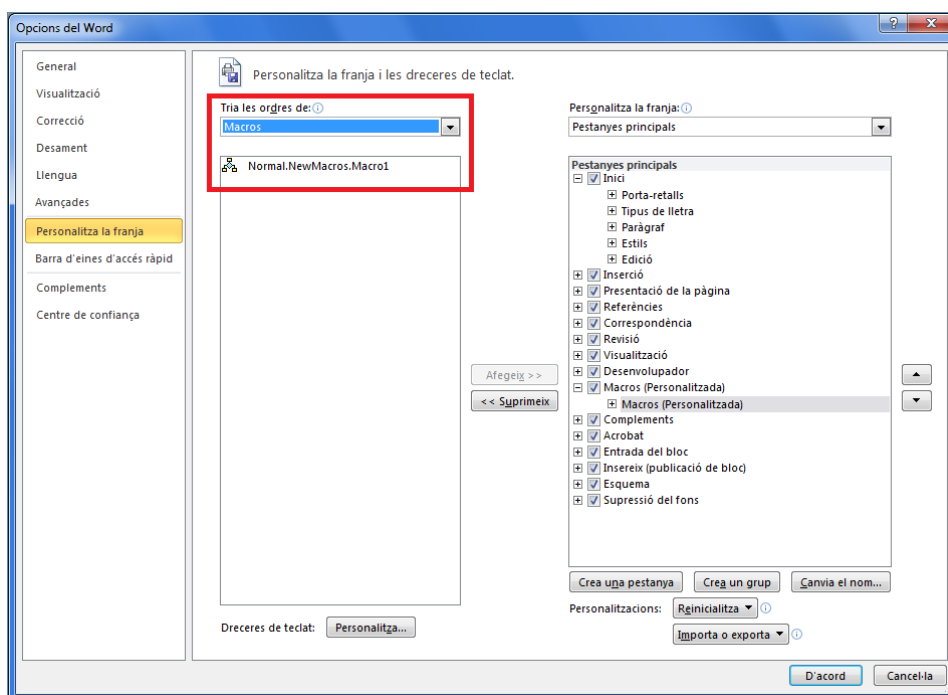 Opcions del Word
General
Visualització
Correcció
Desament
Llengua
Avançades
Personalitza la franja
Barra d'eines d'accés ràpid
Complements
Centre de confiança
Personalitza la franja i les dreceres de teclat.
Tria les ordres de:
Macros
Normal.NewMacros.Macro1
Dreceres de teclat: Personalitza...
Afegeix >>
<< Suprimeix
Personalitza la franja:
Pestanyes principals
Pestanyes principals
Inici
Porta-retalls
Tipus de lletra
Paràgraf
Estils
Edició
Inserció
Presentació de la pàgina
Referències
Correspondència
Revisió
Visualització
Desenvolupador
Macros (Personalitzada)
Macros (Personalitzada)
Complements
Acrobat
Entrada del bloc
Insereix (publicació de bloc)
Esquema
Supressió del fons
Crea una pestanya Crea un grup Canvia el nom...
Personalitzacions: Reinicialitza
Importa o exporta
D'acord Cancel·la